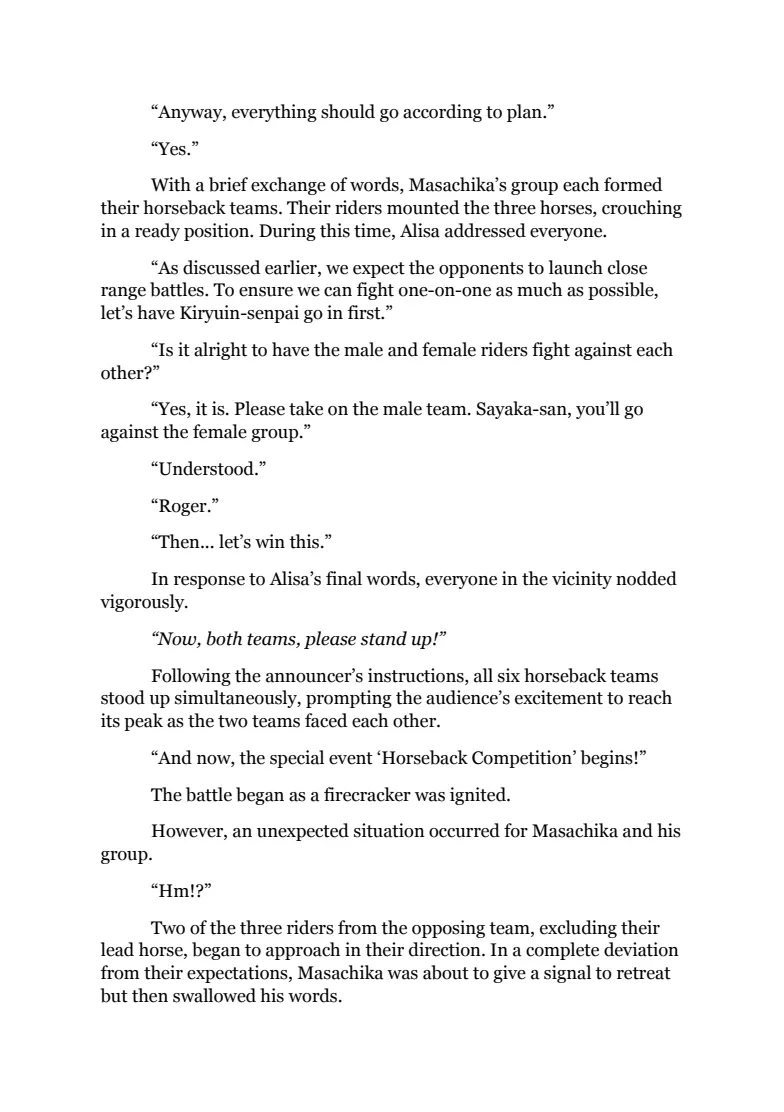 “Anyway, everything should go according to plan.”
“Yes.”
With a brief exchange of words, Masachika’s group each formed
their horseback teams. Their riders mounted the three horses, crouching
in a ready position. During this time, Alisa addressed everyone.
“As discussed earlier, we expect the opponents to launch close
range battles. To ensure we can fight one-on-one as much as possible,
let’s have Kiryuin-senpai go in first.”
“Is it alright to have the male and female riders fight against each
other?”
“Yes, it is. Please take on the male team. Sayaka-san, you’ll go
against the female group.”
“Understood.”
“Roger.”
“Then... let’s win this.”
In response to Alisa’s final words, everyone in the vicinity nodded
vigorously.
“Now, both teams, please stand up!”
Following the announcer’s instructions, all six horseback teams
stood up simultaneously, prompting the audience’s excitement to reach
its peak as the two teams faced each other.
“And now, the special event ‘Horseback Competition’ begins!”
The battle began as a firecracker was ignited.
However, an unexpected situation occurred for Masachika and his
group.
“Hm!?”
Two of the three riders from the opposing team, excluding their
lead horse, began to approach in their direction. In a complete deviation
from their expectations, Masachika was about to give a signal to retreat
but then swallowed his words.